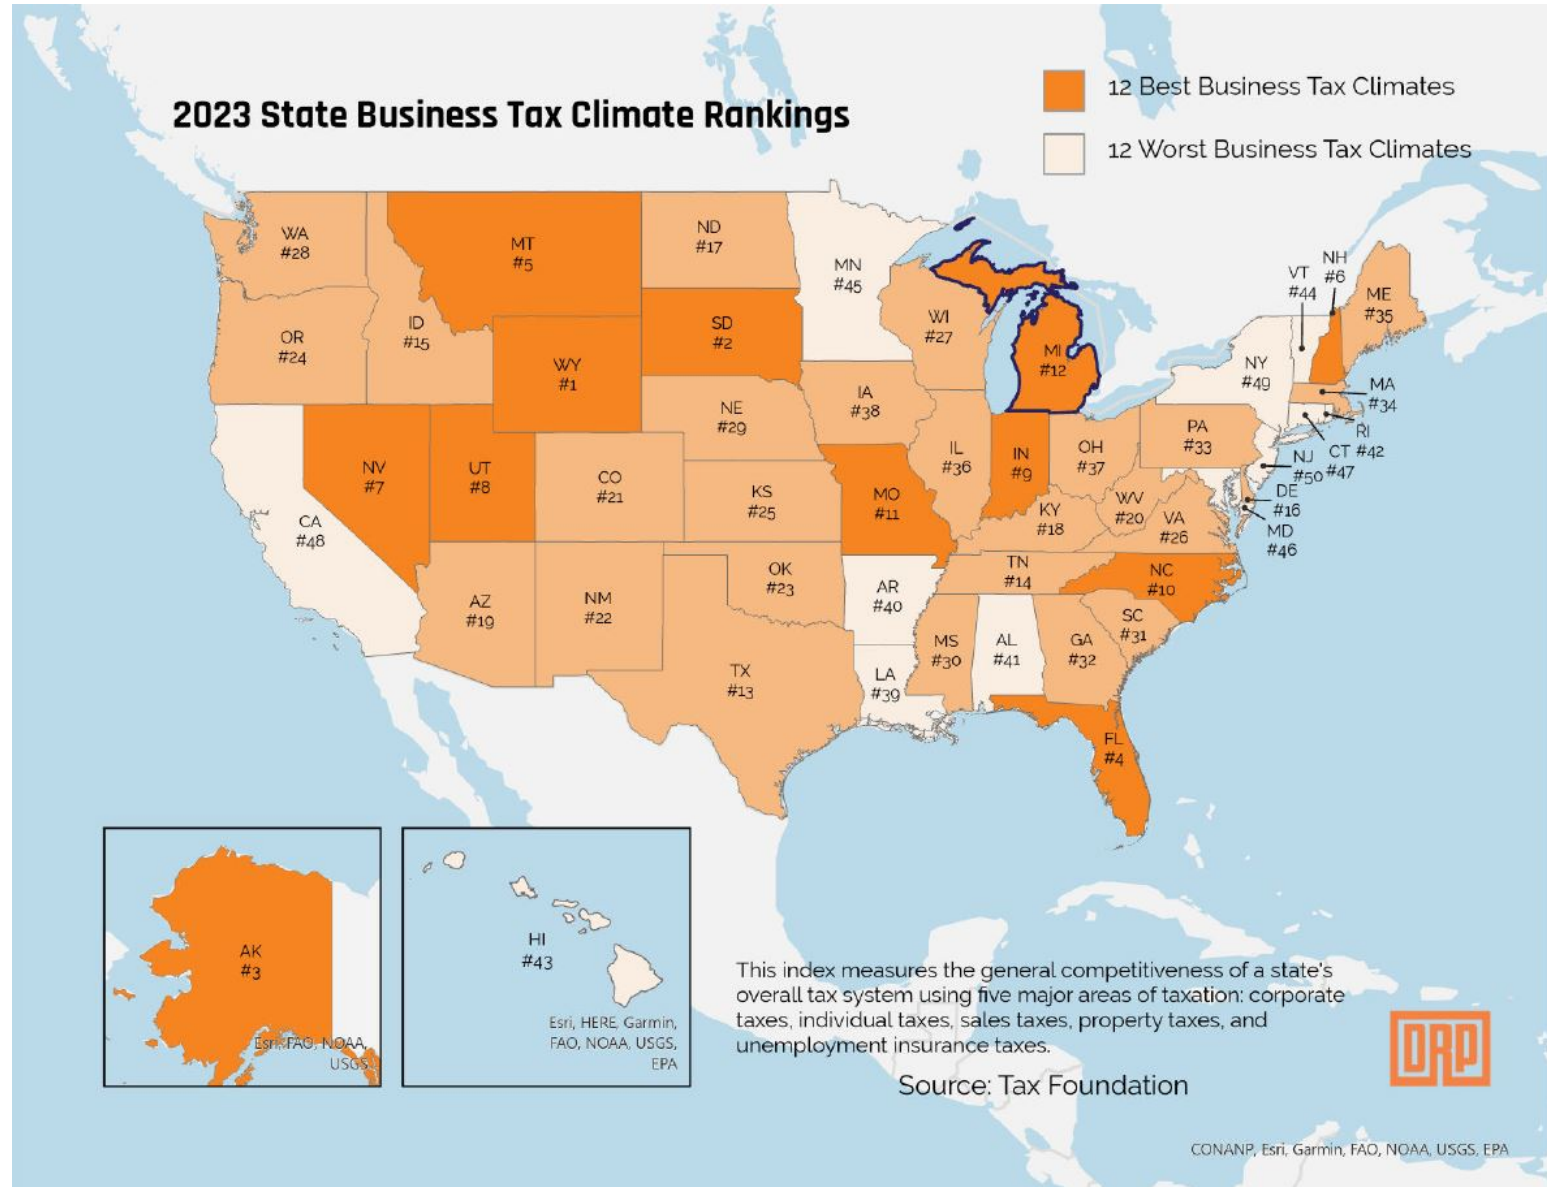 2023 State Business Tax Climate Rankings
12 Best Business Tax Climates
12 Worst Business Tax Climates
WA
#28
MT
#5
ND
#17
MN
#45
OR
#24
ID
#15
WY
#1
SD
#2
WI
#27
MI
#12
VT
#44
NH
#6
ME
#35
NY
#49
MA
#34
RI
#42
CT
#47
NJ
#50
DE
#16
MD
#46
PA
#33
NV
#7
UT
#8
CO
#21
NE
#29
IA
#38
IL
#36
IN
#9
OH
#37
CA
#48
KS
#25
MO
#11
KY
#18
WV
#20
VA
#26
AZ
#19
NM
#22
OK
#23
AR
#40
TN
#14
NC
#10
SC
#31
TX
#13
LA
#39
MS
#30
AL
#41
GA
#32
FL
#4
AK
#3
Esri, FAO, NOAA,
USGS
HI
#43
Esri, HERE, Garmin,
FAO, NOAA, USGS,
EPA
This index measures the general competitiveness of a state's
overall tax system using five major areas of taxation: corporate
taxes, individual taxes, sales taxes, property taxes, and
unemployment insurance taxes.
Source: Tax Foundation
DRP
CONANP, Esri, Garmin, FAO, NOAA, USGS, EPA